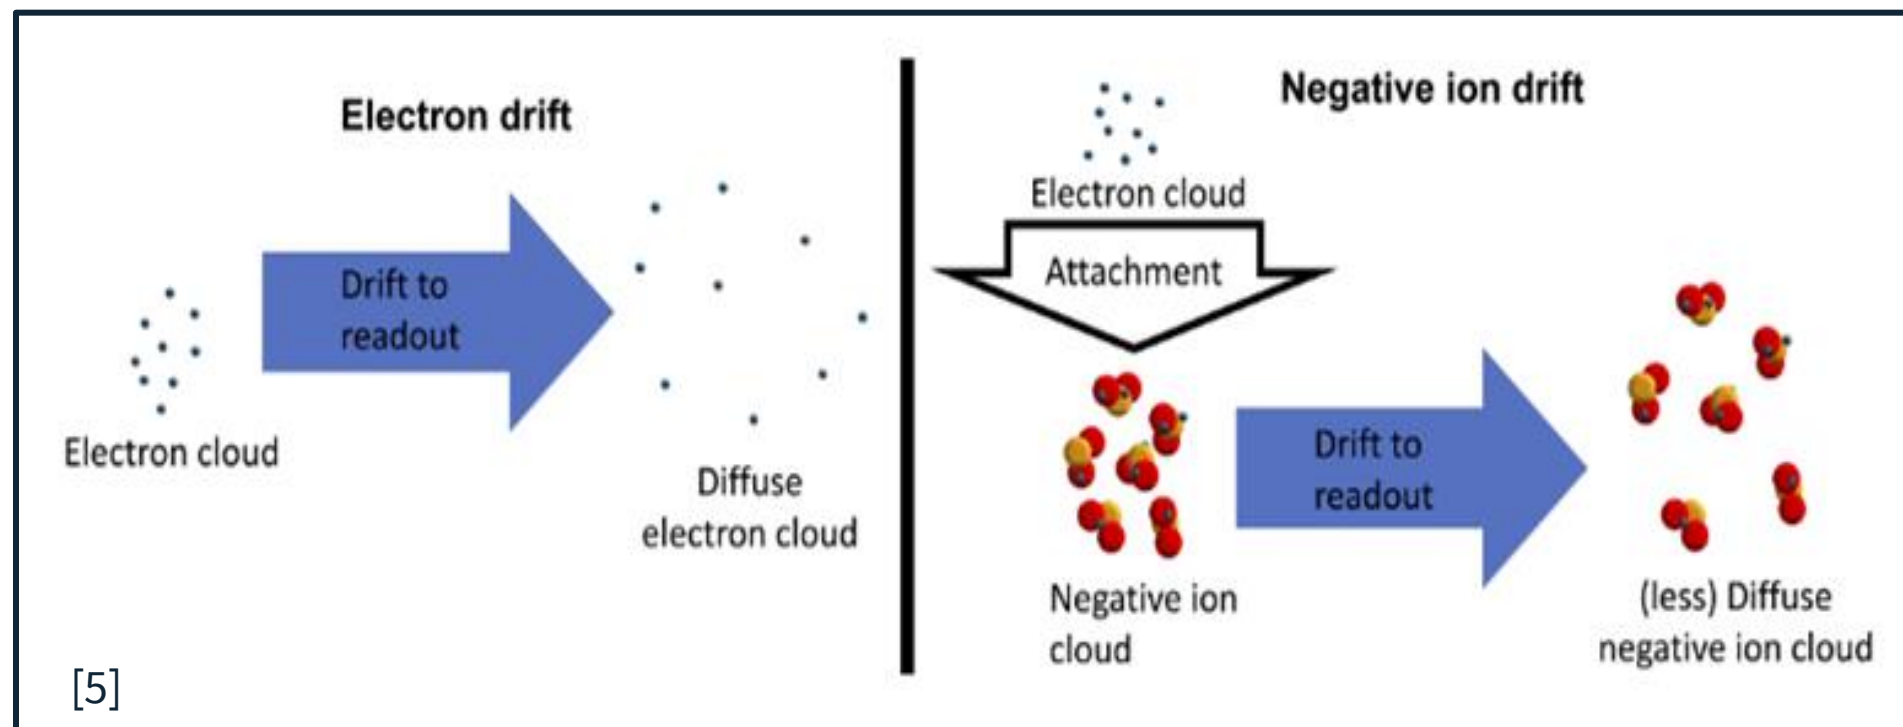 Electron drift
Drift to
readout
Electron cloud
Diffuse
electron cloud
Negative ion drift
Electron cloud
Attachment
Negative ion
cloud
Drift to
readout
(less) Diffuse
negative ion cloud
[5]